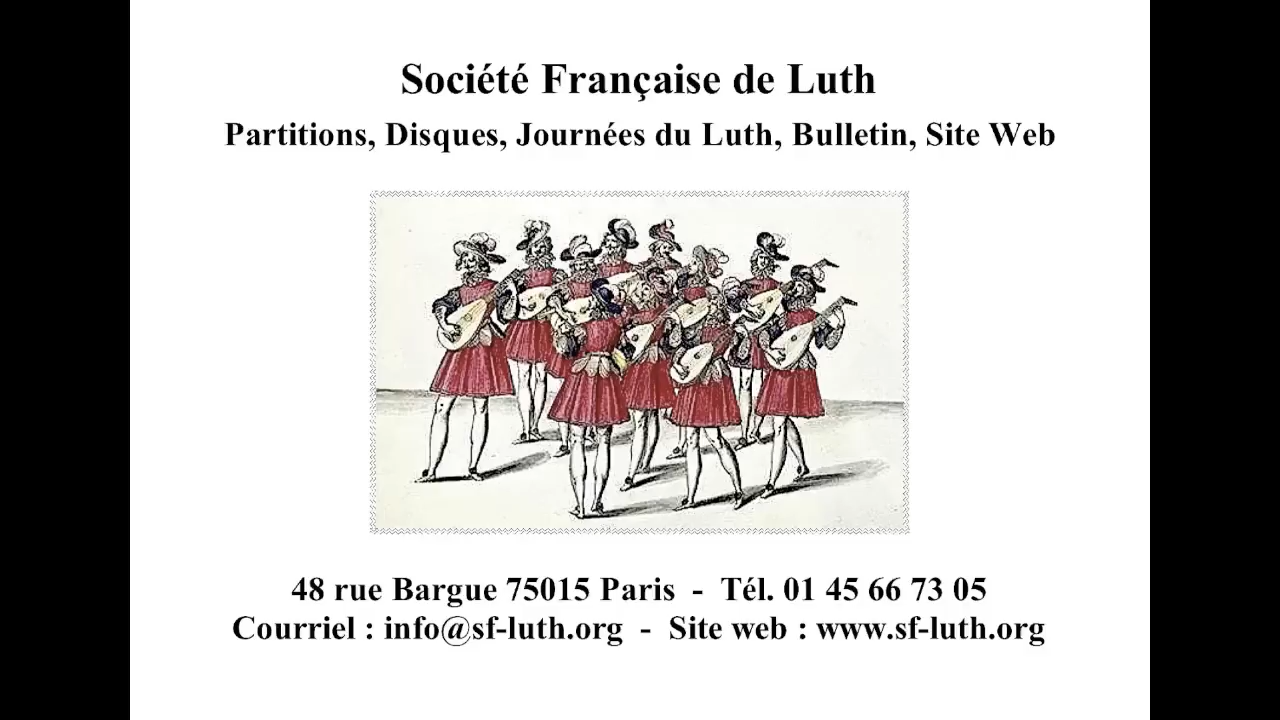 Société Française de Luth
Partitions, Disques, Journées du Luth, Bulletin, Site Web
48 rue Bargue 75015 Paris - Tél. 01 45 66 73 05
Courriel : info@sf-luth.org - Site web : www.sf-luth.org